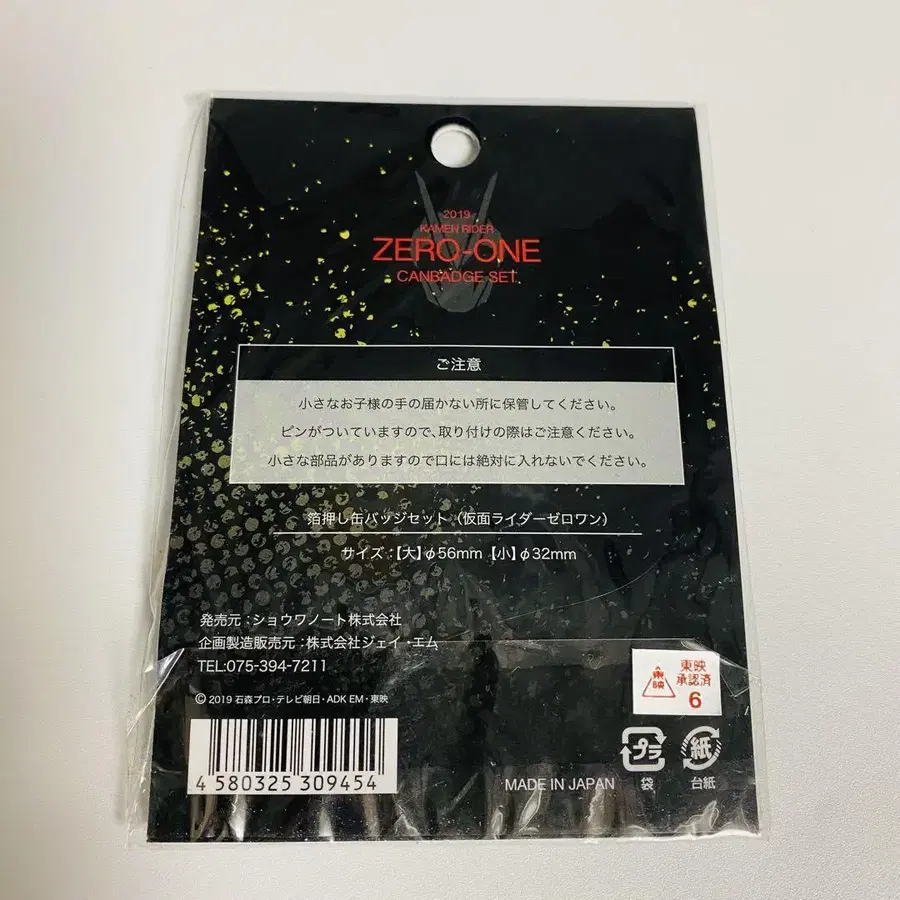 2019
KAMEN RIDER
ZERO-ONE
CANBADGE SET
ご注意
小さなお子様の手の届かない所に保管してください。
ピンがついていますので、取り付けの際はご注意ください。
小さな部品がありますので口には絶対に入れないでください。
箔押し缶バッジセット（仮面ライダーゼロワン）
サイズ：【大】φ56mm 【小】φ32mm
発売元：ショウワノート株式会社
企画製造販売元：株式会社ジェイ・エム
TEL:075-394-7211
©2019 石森プロ・テレビ朝日・ADK EM・東映
4 580325 309454
MADE IN JAPAN
東映
東映
承認済
6
プラ
袋
紙
台紙